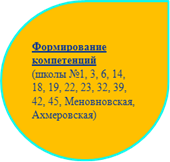 Формирование
компетенций
(школы №1, 3, 6, 14,
18, 19, 22, 23, 32, 39,
42, 45, Меновновская,
Ахмеровская)